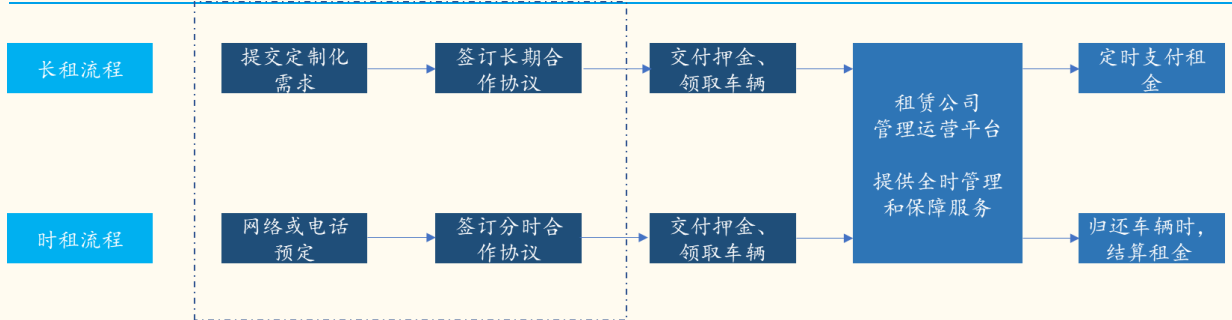 长租流程
提交定制化
需求
签订长期合
作协议
交付押金、
领取车辆
租赁公司
管理运营平台
提供全时管理
和保障服务
定时支付租
金
时租流程
网络或电话
预定
签订分时合
作协议
交付押金、
领取车辆
归还车辆时，
结算租金